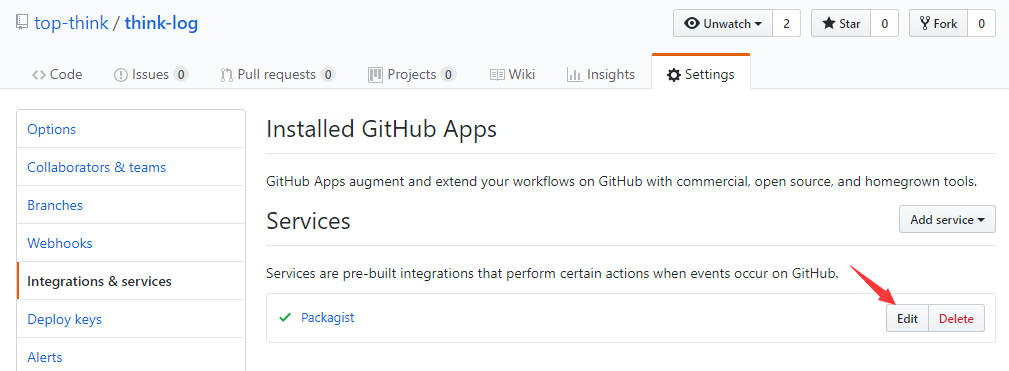 top-think / think-log
Unwatch 2 Star 0 Fork 0
Code Issues 0 Pull requests 0 Projects 0 Wiki Insights Settings
Options
Collaborators & teams
Branches
Webhooks
Integrations & services
Deploy keys
Alerts
Installed GitHub Apps
GitHub Apps augment and extend your workflows on GitHub with commercial, open source, and homegrown tools.
Services
Add service
Services are pre-built integrations that perform certain actions when events occur on GitHub.
Packagist
Edit Delete